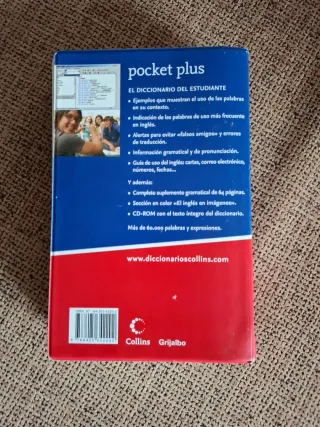 pocket plus
EL DICCIONARIO DEL ESTUDIANTE
• Ejemplos que muestran el uso de las palabras
en su contexto.
• Indicación de las palabras de uso más frecuente
en inglés.
• Alertas para evitar «falsos amigos» y errores
de traducción.
• Información gramatical y de pronunciación.
• Guía de uso del inglés: cartas, correo electrónico,
números, fechas...
Y además:
• Completo suplemento gramatical de 64 páginas.
• Sección en color «El inglés en imágenes».
• CD-ROM con el texto íntegro del diccionario.
Más de 60.000 palabras y expresiones.
www.diccionarioscollins.com
Collins
Grijalbo